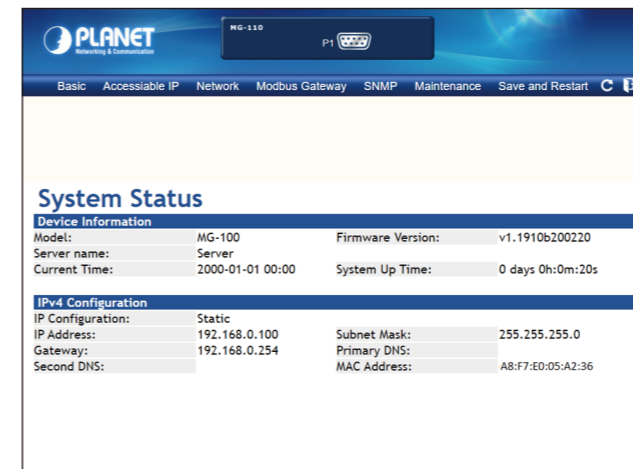 PLANET
Networking & Communication
MG-110
P1
Basic Accessiable IP Network Modbus Gateway SNMP Maintenance Save and Restart
System Status
Device Information
Model: MG-100 Firmware Version: v1.1910b200220
Server name: Server
Current Time: 2000-01-01 00:00 System Up Time: 0 days 0h:0m:20s
IPv4 Configuration
IP Configuration: Static
IP Address: 192.168.0.100 Subnet Mask: 255.255.255.0
Gateway: 192.168.0.254 Primary DNS:
Second DNS: MAC Address: A8:F7:E0:05:A2:36